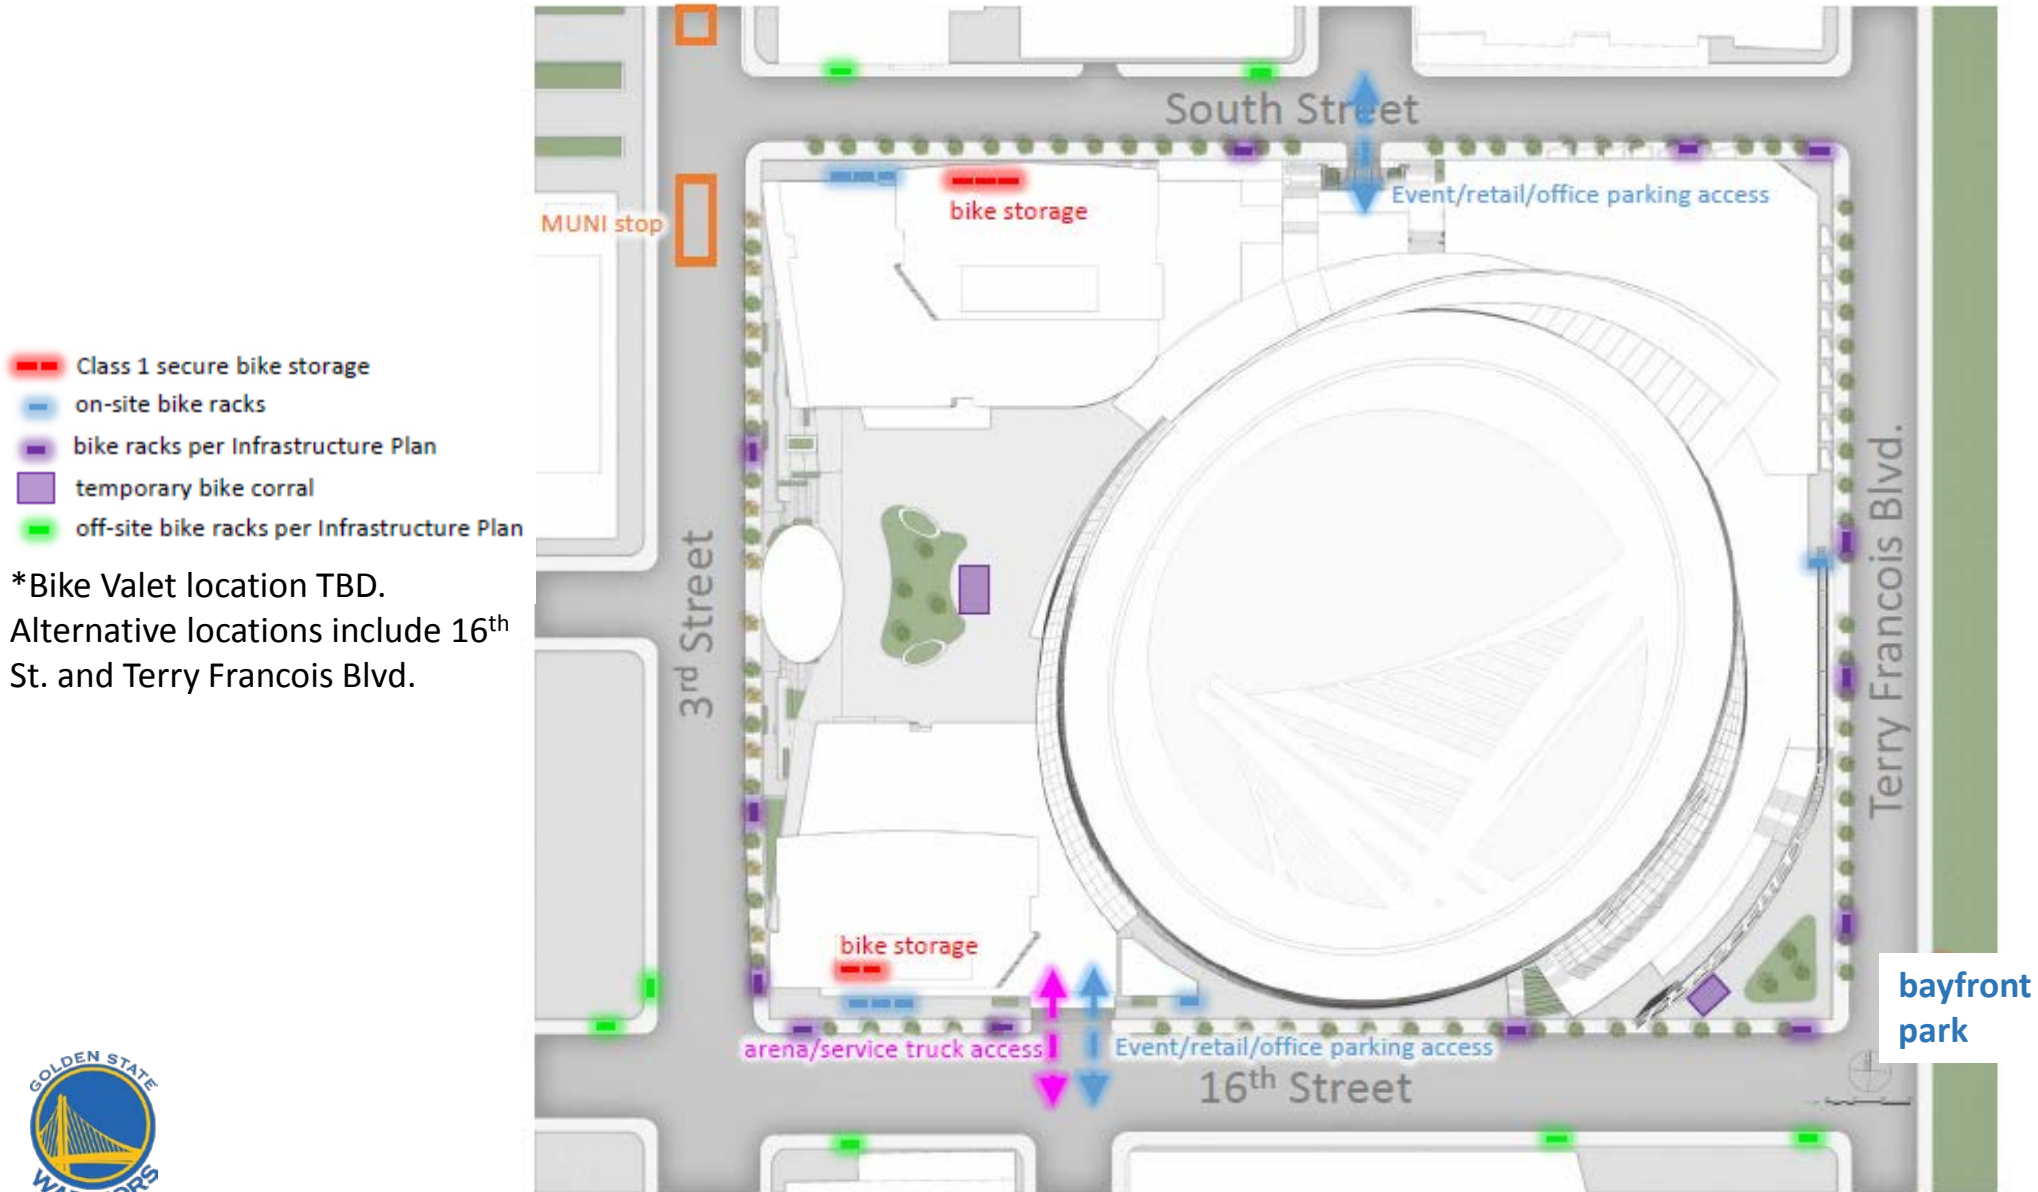 South Street
Event/retail/office parking access
bike storage
MUNI stop
Class 1 secure bike storage
on-site bike racks
bike racks per Infrastructure Plan
temporary bike corral
off-site bike racks per Infrastructure Plan
*Bike Valet location TBD.
Alternative locations include 16th
St. and Terry Francois Blvd.
3rd Street
Terry Francois Blvd.
bike storage
bayfront
park
arena/service truck access
Event/retail/office parking access
16th Street
GOLDEN STATE
WARRIORS